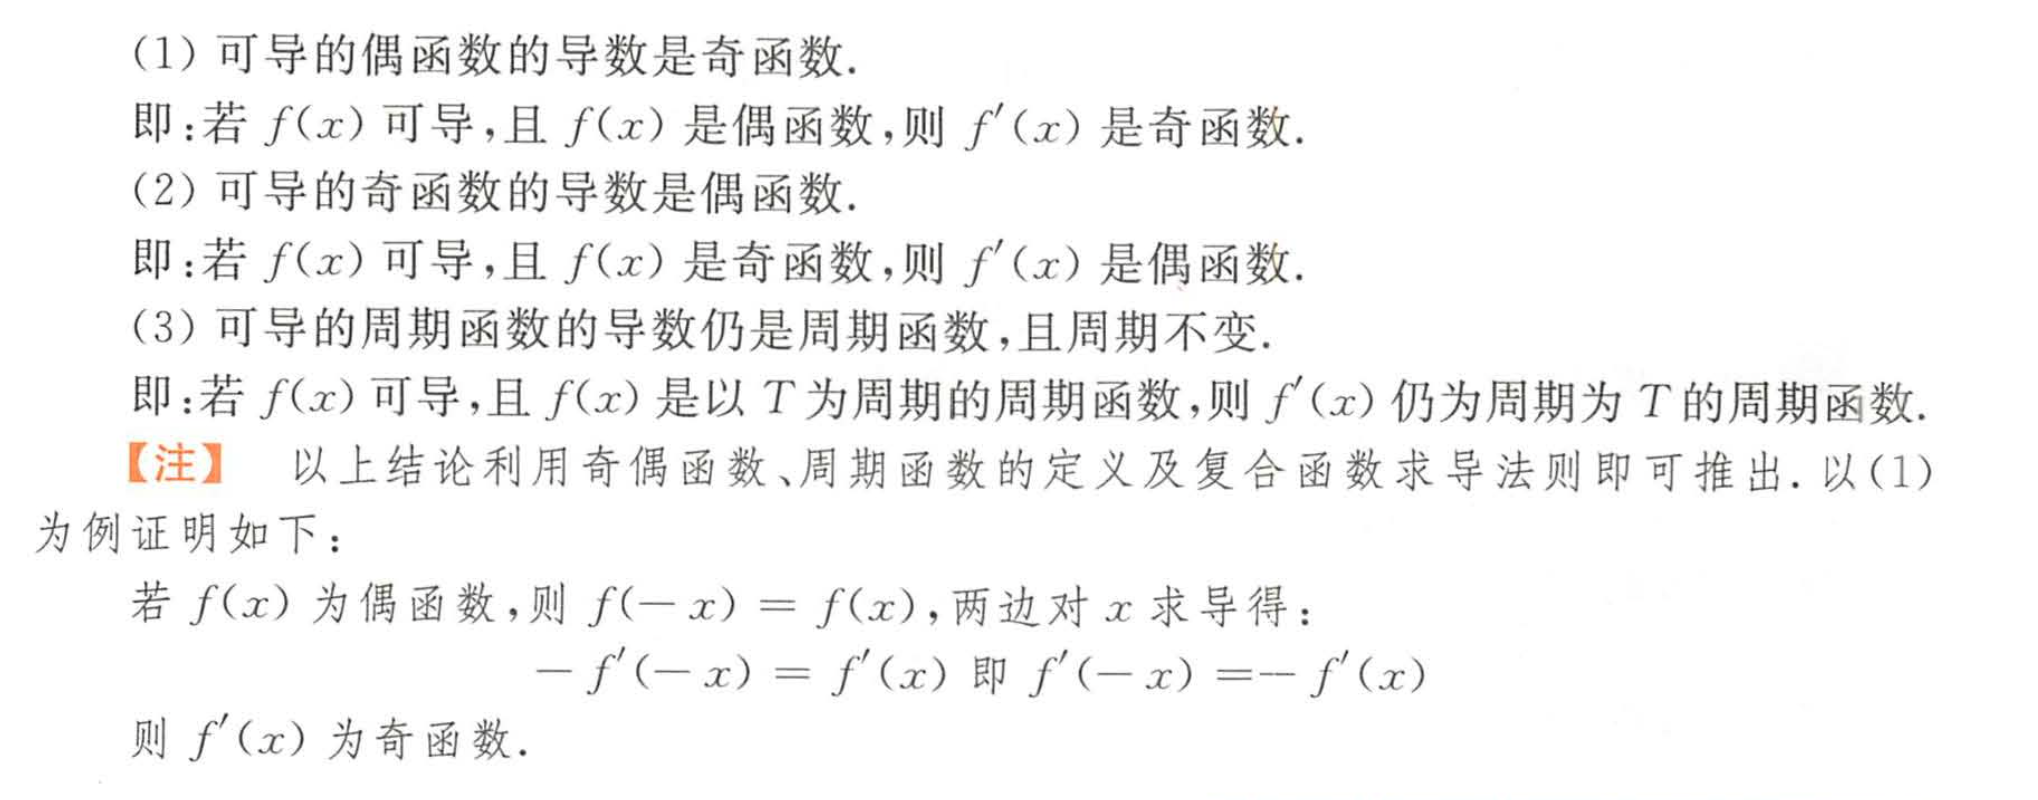 (1) 可导的偶函数的导数是奇函数.
即:若 f(x) 可导,且 f(x) 是偶函数,则 f′(x) 是奇函数.
(2) 可导的奇函数的导数是偶函数.
即:若 f(x) 可导,且 f(x) 是奇函数,则 f′(x) 是偶函数.
(3) 可导的周期函数的导数仍是周期函数,且周期不变.
即:若 f(x) 可导,且 f(x) 是以 T 为周期的周期函数,则 f′(x) 仍为周期为 T 的周期函数.
【注】 以上结论利用奇偶函数、周期函数的定义及复合函数求导法则即可推出. 以(1)
为例证明如下:
若 f(x) 为偶函数,则 f(− x) = f(x),两边对 x 求导得:
− f′(− x) = f′(x) 即 f′(− x) =− f′(x)
则 f′(x) 为奇函数.